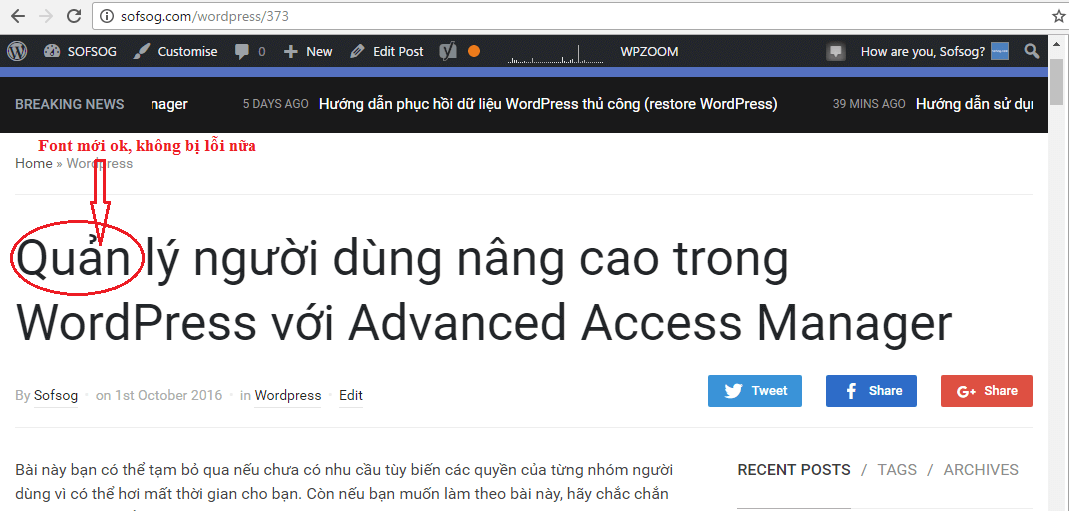 sofsog.com/wordpress/373
SOFSOG Customise 0 New Edit Post WPZOOM How are you, Sofsog?
BREAKING NEWS nager 5 DAYS AGO Hướng dẫn phục hồi dữ liệu WordPress thủ công (restore WordPress) 39 MINS AGO Hướng dẫn sử dụn
Font mới ok, không bị lỗi nữa
Home » Wordpress
Quản lý người dùng nâng cao trong
WordPress với Advanced Access Manager
By Sofsog · on 1st October 2016 · in Wordpress · Edit Tweet Share G+ Share
Bài này bạn có thể tạm bỏ qua nếu chưa có nhu cầu tùy biến các quyền của từng nhóm người
dùng vì có thể hơi mất thời gian cho bạn. Còn nếu bạn muốn làm theo bài này, hãy chắc chắn
RECENT POSTS / TAGS / ARCHIVES